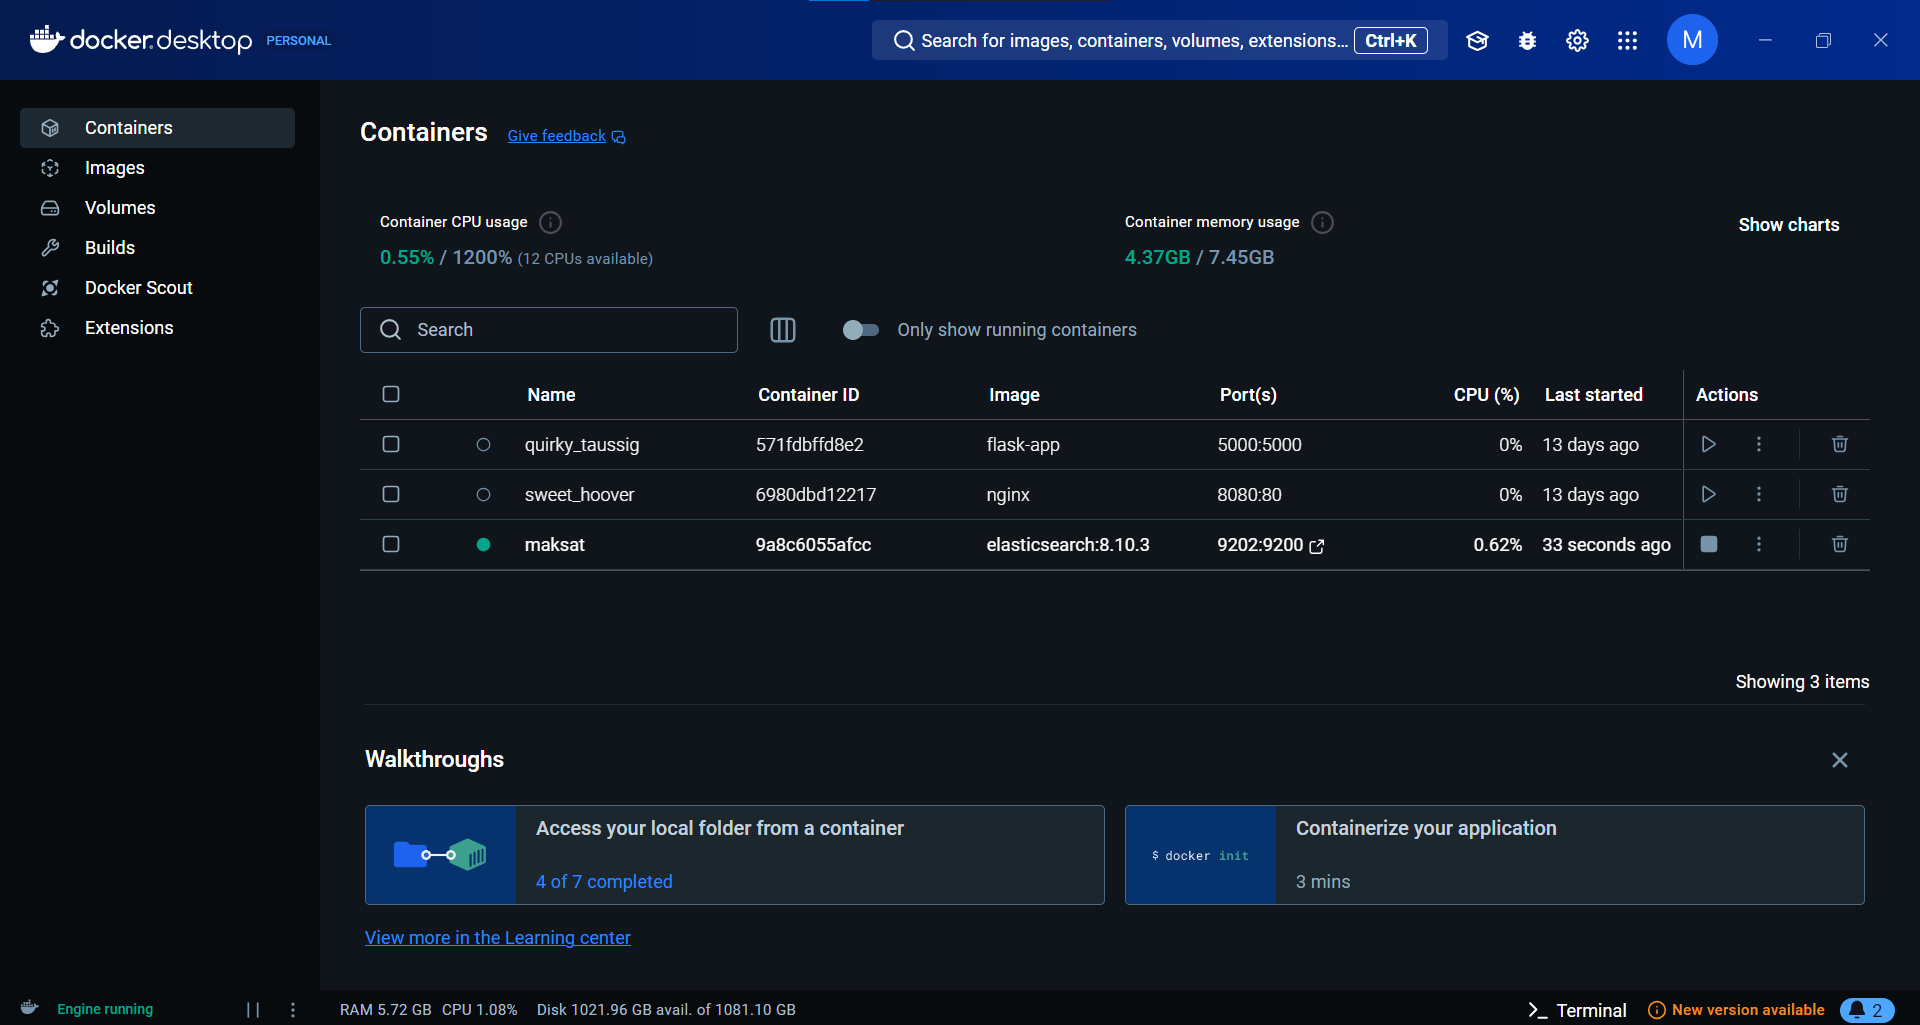 docker.desktop PERSONAL
Search for images, containers, volumes, extensions... Ctrl+K
M
Containers
Images
Volumes
Builds
Docker Scout
Extensions
Containers Give feedback
Container CPU usage
0.55% / 1200% (12 CPUs available)
Container memory usage
4.37GB / 7.45GB
Show charts
Search
Only show running containers
Name Container ID Image Port(s) CPU (%) Last started Actions
quirky_taussig 571fdbffd8e2 flask-app 5000:5000 0% 13 days ago
sweet_hoover 6980dbd12217 nginx 8080:80 0% 13 days ago
maksat 9a8c6055afcc elasticsearch:8.10.3 9202:9200 0.62% 33 seconds ago
Showing 3 items
Walkthroughs
Access your local folder from a container
4 of 7 completed
$ docker init
Containerize your application
3 mins
View more in the Learning center
Engine running
RAM 5.72 GB CPU 1.08% Disk 1021.96 GB avail. of 1081.10 GB
Terminal
New version available
2